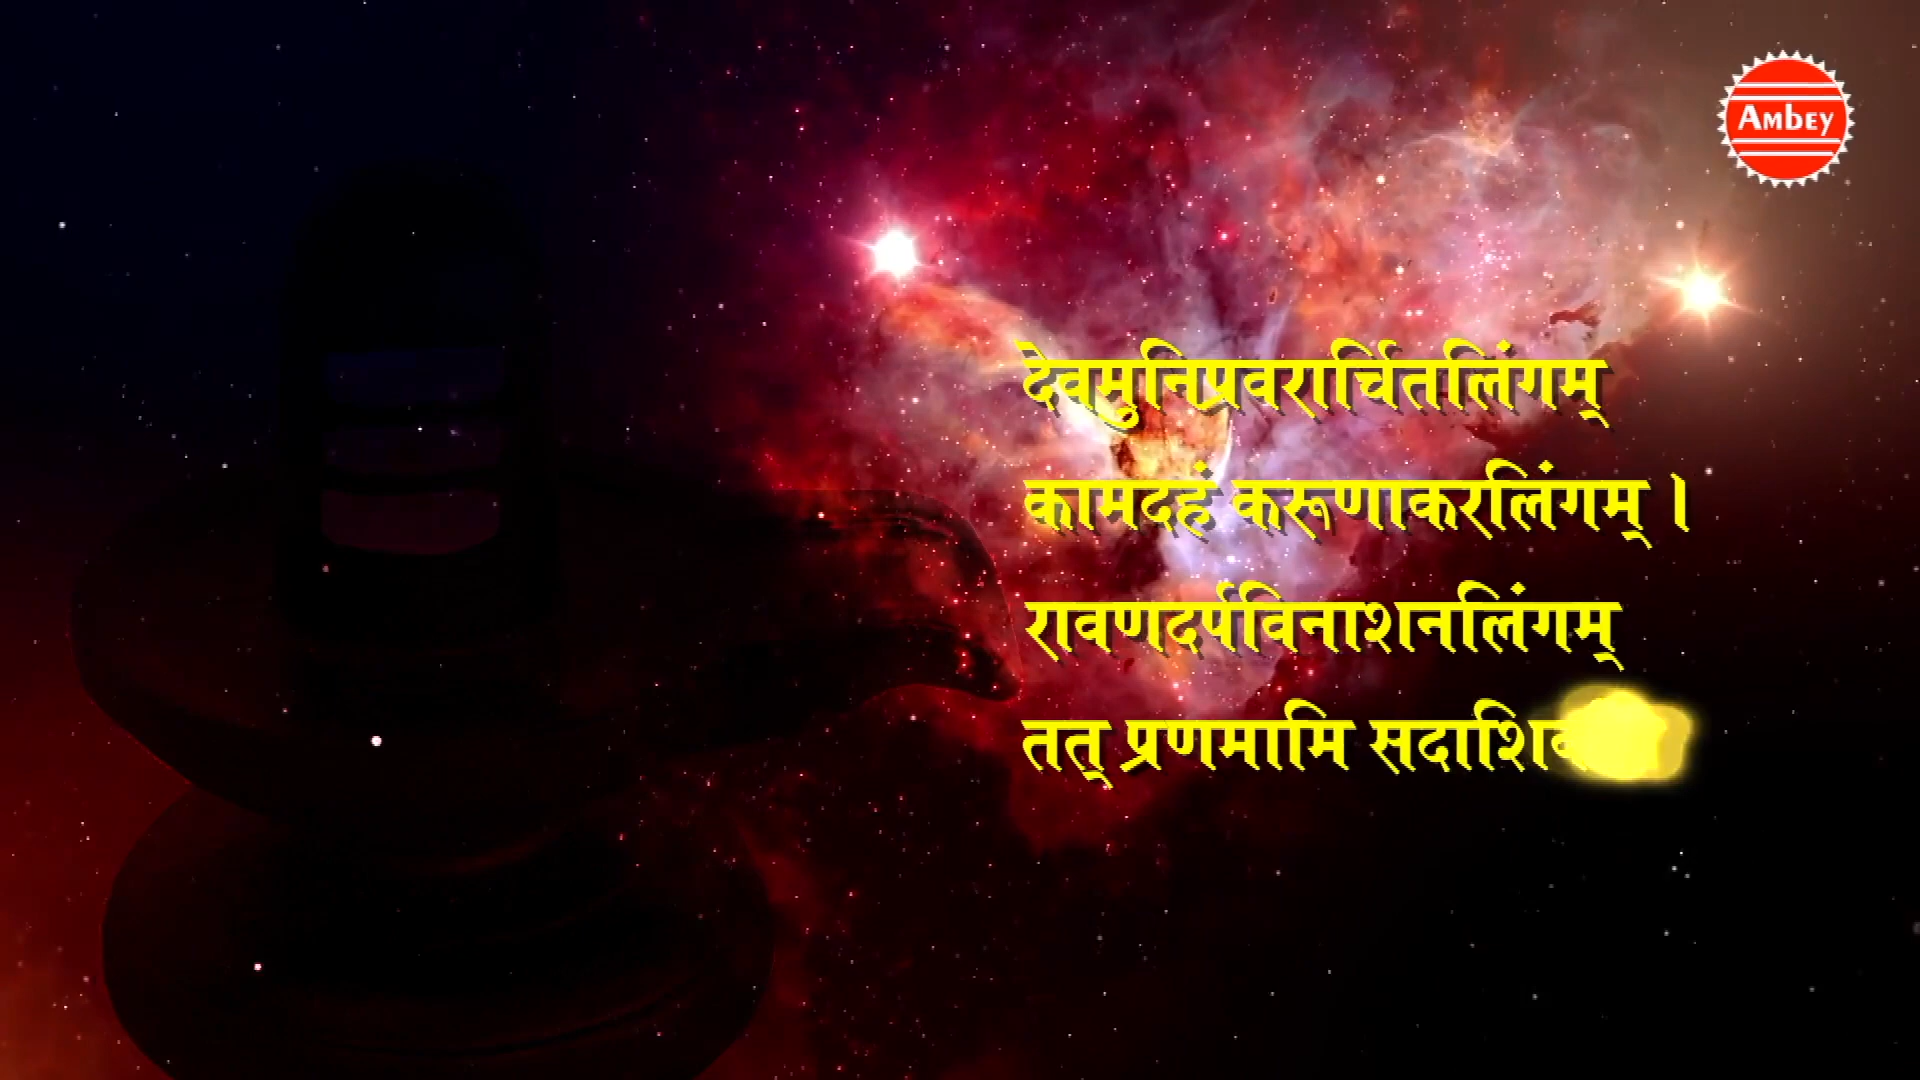 AMBEY
देवमुनिप्रवरार्चितलिंगम्
कामदहं करूणाकरलिंगम् ।
रावणदर्पविनाशनलिंगम्
तत् प्रणमामि